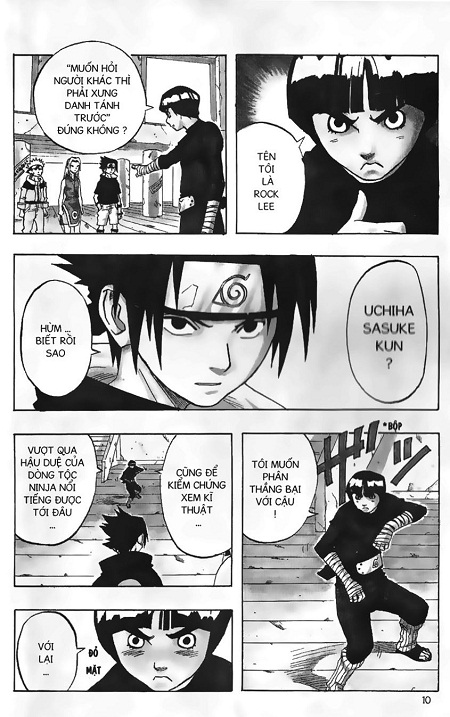 "MUỐN HỎI
NGƯỜI KHÁC THÌ
PHẢI XƯNG
DANH TÁNH
TRƯỚC"
ĐÚNG KHÔNG ?
TÊN
TÔI
LÀ
ROCK
LEE
HỪM ...
BIẾT RỒI
SAO
UCHIHA
SASUKE
KUN
?
VƯỢT QUA
HẬU DUỆ CỦA
DÒNG TỘC
NINJA NỔI
TIẾNG ĐƯỢC
TỚI ĐÂU
...
CŨNG ĐỂ
KIỂM CHỨNG
XEM KĨ
THUẬT
...
TÓI MUỐN
PHÂN
THẮNG BẠI
VỚI CẬU
!
*BỘP
VỚI
LẠI
...
ĐỎ
MẶT
10